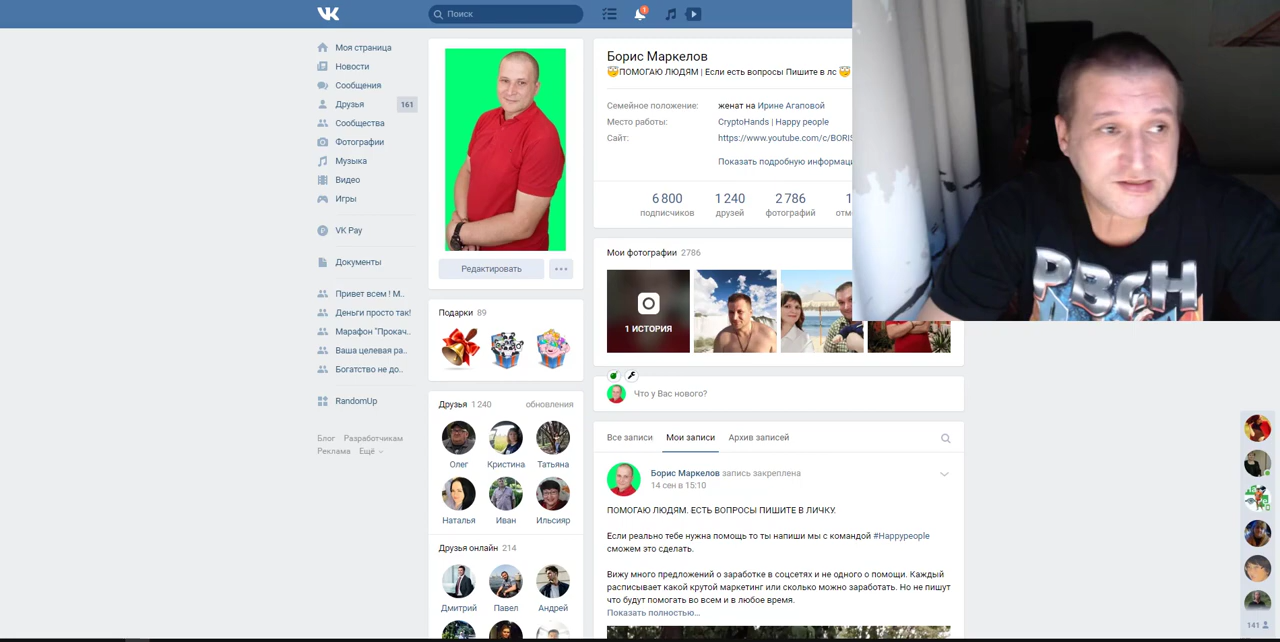 Поиск
1
Моя страница
Новости
Сообщения
Друзья
161
Сообщества
Фотографии
Музыка
Видео
Игры
VK Pay
Документы
Привет всем ! М..
Деньги просто так!
Марафон "Прокач..
Ваша целевая ра..
Богатство не до..
RandomUp
Блог Разработчикам
Реклама Ещё
Редактировать
Подарки 89
Друзья 1 240 обновления
Олег Кристина Татьяна
Наталья Иван Ильсияр
Друзья онлайн 214
Дмитрий Павел Андрей
Борис Маркелов
ПОМОГАЮ ЛЮДЯМ | Если есть вопросы Пишите в лс
Семейное положение: женат на Ирине Агаповой
Место работы: CryptoHands | Happy people
Сайт: https://www.youtube.com/c/BORIS
Показать подробную информаци
6 800 1 240 2 786 1
подписчиков друзей фотографий отм
Мои фотографии 2786
1 ИСТОРИЯ
Что у Вас нового?
Все записи Мои записи Архив записей
Борис Маркелов запись закреплена
14 сен в 15:10
ПОМОГАЮ ЛЮДЯМ. ЕСТЬ ВОПРОСЫ ПИШИТЕ В ЛИЧКУ.
Если реально тебе нужна помощь то ты напиши мы с командой #Happypeople
сможем это сделать.
Вижу много предложений о заработке в соцсетях и не одного о помощи. Каждый
расписывает какой крутой маркетинг или сколько можно заработать. Но не пишут
что будут помогать во всем и в любое время.
Показать полностью...
141